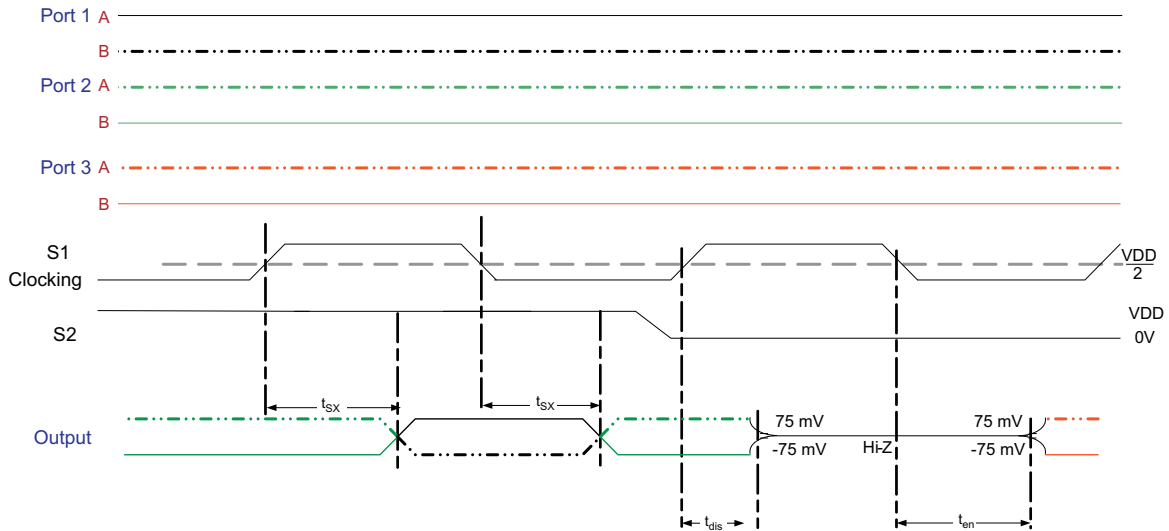 Port 1 A
B
Port 2 A
B
Port 3 A
B
S1
Clocking
VDD
2
S2
VDD
0V
tSX
tSX
Output
75 mV
-75 mV
Hi-Z
75 mV
-75 mV
tdis
ten